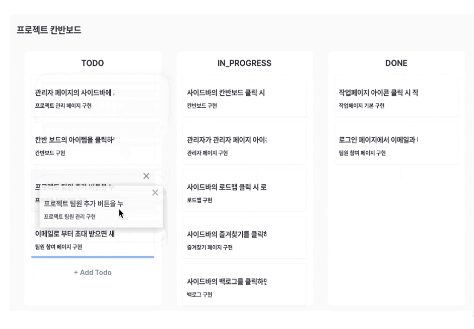 프로젝트 칸반보드
TODO
관리자 페이지의 사이드바에
프로젝트 관리 페이지 구현
칸반 보드의 아이템을 클릭하
칸반보드 구현
프로젝트 팀원 추가 버튼을 누
프로젝트 팀원 관리 구현
이메일로 부터 초대 받으면 새
팀원 참여 페이지 구현
+ Add Todo
IN_PROGRESS
사이드바의 칸반보드 클릭 시
칸반보드 구현
관리자가 관리자 페이지 아이
관리자 페이지 구현
사이드바의 로드맵 클릭 시 로
로드맵 구현
사이드바의 즐겨찾기를 클릭하
즐겨찾기 페이지 구현
사이드바의 백로그를 클릭하면
백로그 구현
DONE
작업페이지 아이콘 클릭 시 작
작업페이지 기본 구현
로그인 페이지에서 이메일과
팀원 참여 페이지 구현